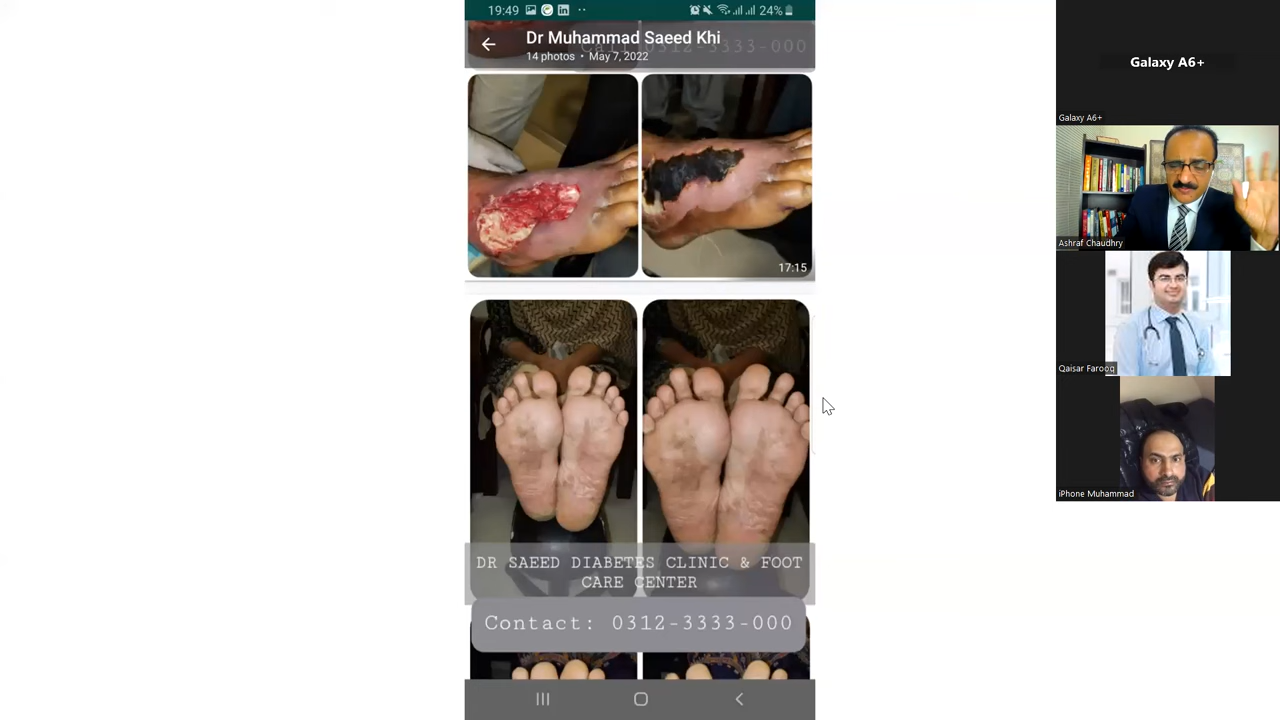 19:49
24%
Dr Muhammad Saeed Khi
14 photos • May 7, 2022
Call 0312-3333-000
17:15
DR SAEED DIABETES CLINIC & FOOT
CARE CENTER
Contact: 0312-3333-000
Galaxy A6+
Galaxy A6+
Ashraf Chaudhry
Qaisar Farooq
iPhone Muhammad